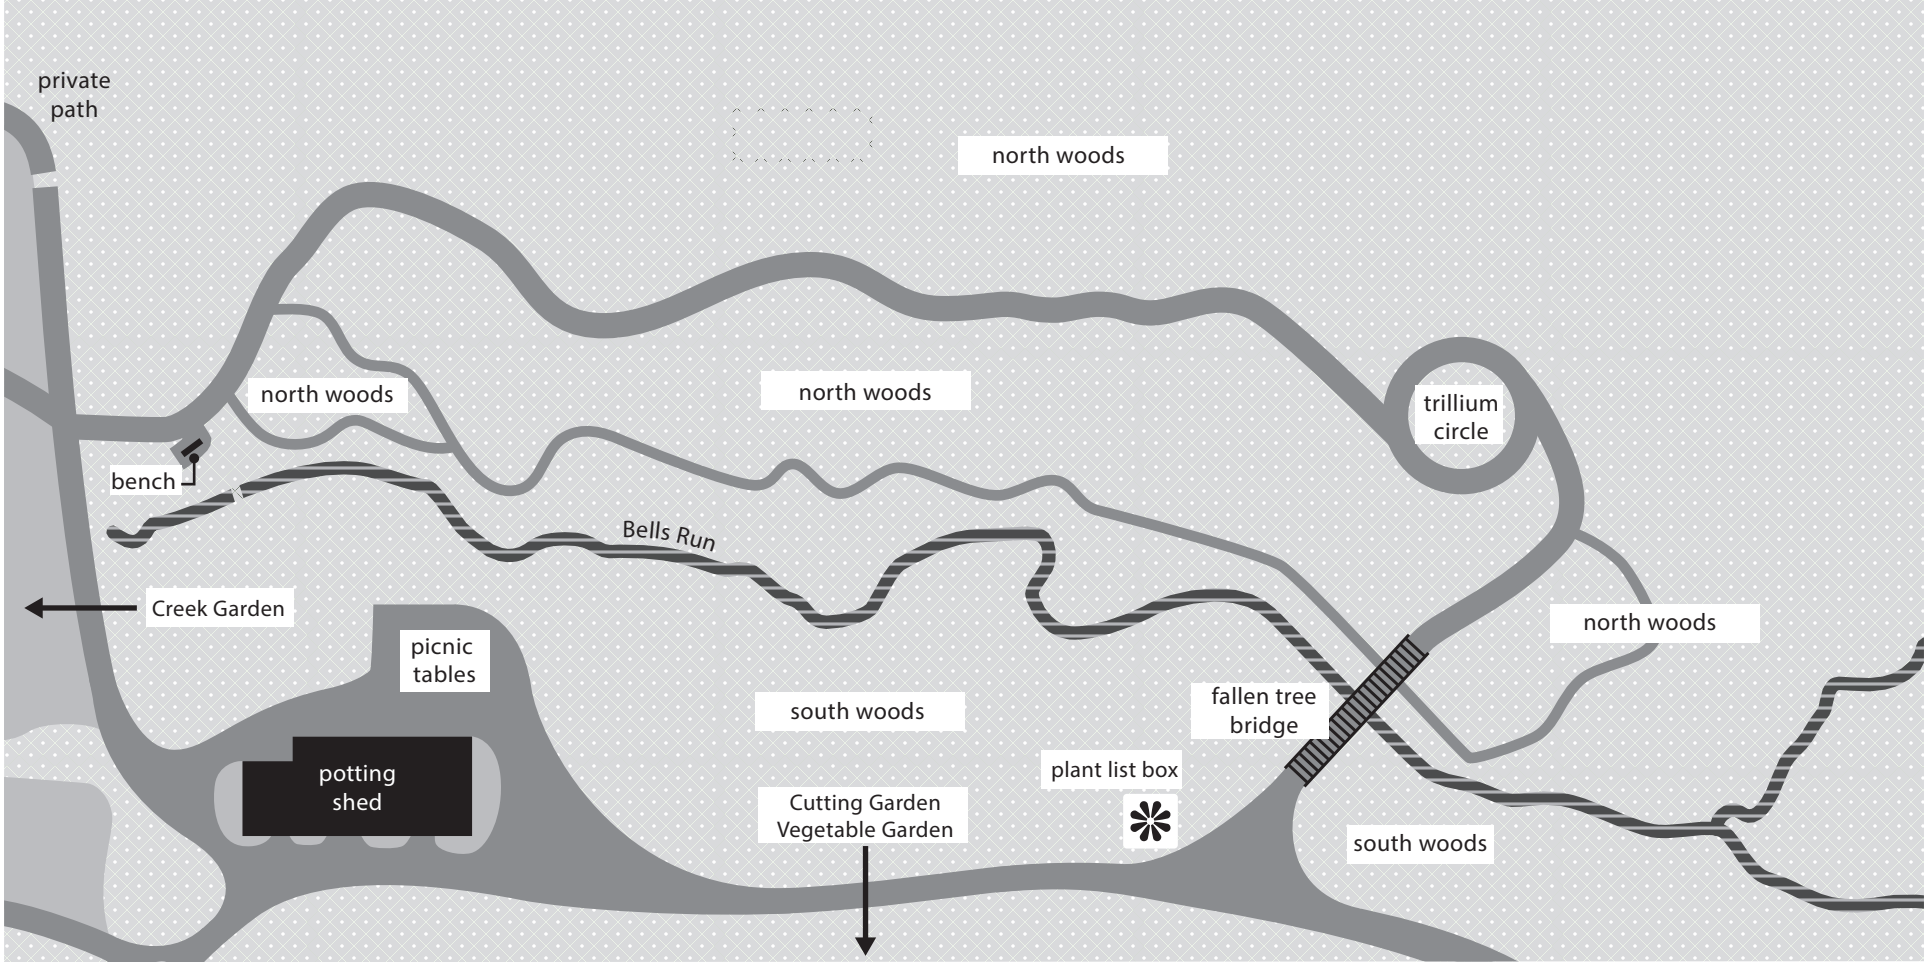 private
path
north woods
north woods
north woods
trillium
circle
bench
Bells Run
Creek Garden
north woods
picnic
tables
south woods
fallen tree
bridge
plant list box
potting
shed
Cutting Garden
Vegetable Garden
south woods